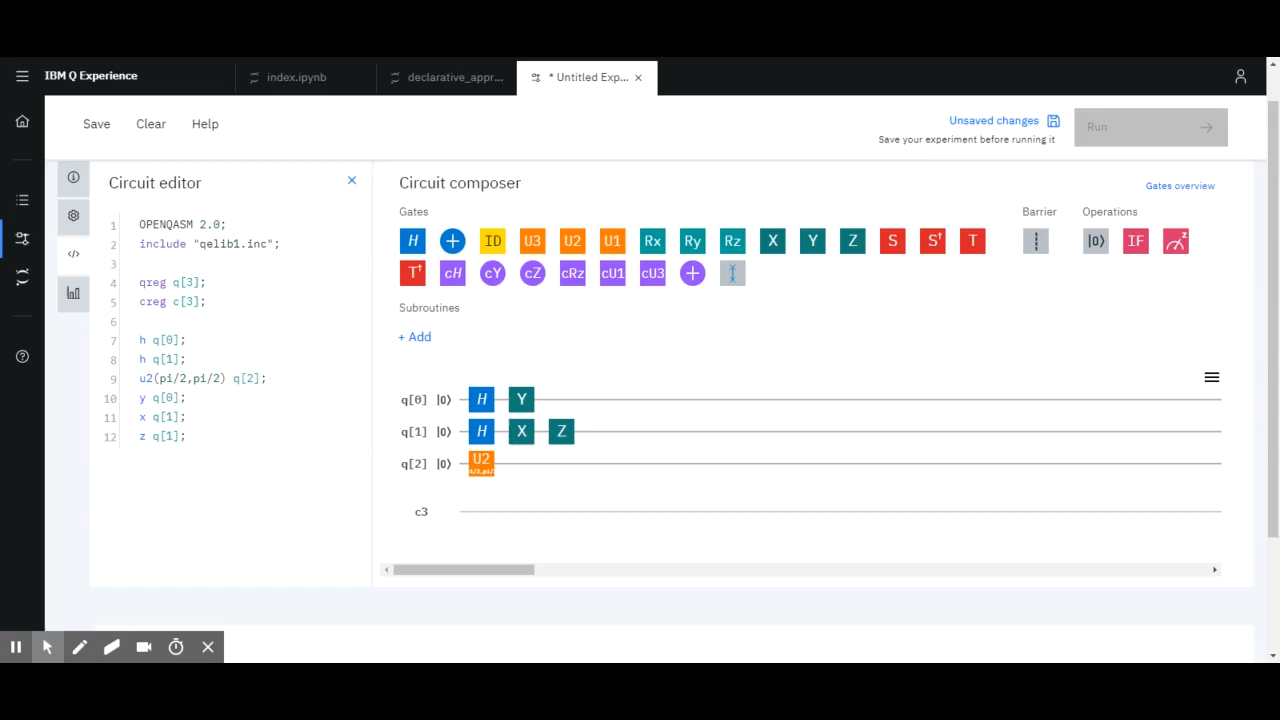 IBM Q Experience
index.ipynb
declarative_appr...
* Untitled Exp...
Save Clear Help
Unsaved changes
Save your experiment before running it
Run
Circuit editor
1 OPENQASM 2.0;
2 include "qelib1.inc";
3
4 qreg q[3];
5 creg c[3];
6
7 h q[0];
8 h q[1];
9 u2(pi/2,pi/2) q[2];
10 y q[0];
11 x q[1];
12 z q[1];
Circuit composer
Gates overview
Gates
Barrier
Operations
H ID U3 U2 U1 Rx Ry Rz X Y Z S S† T
|0⟩ IF z
T† cH cY cZ cRz cU1 cU3
Subroutines
+ Add
q[0] |0⟩ H Y
q[1] |0⟩ H X Z
q[2] |0⟩ U2
c3